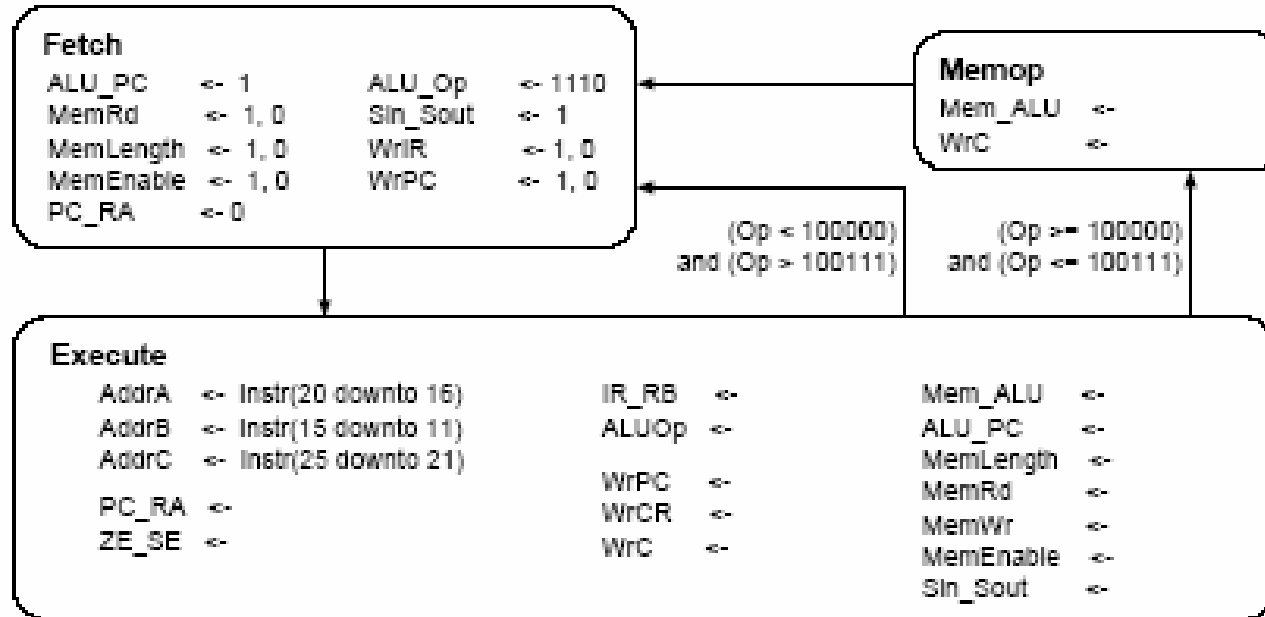 Fetch
ALU_PC <- 1 ALU_Op <- 1110
MemRd <- 1, 0 SIn_Sout <- 1
MemLength <- 1, 0 WrIR <- 1, 0
MemEnable <- 1, 0 WrPC <- 1, 0
PC_RA <- 0
Memop
Mem_ALU <-
WrC <-
(Op < 100000)
and (Op > 100111)
(Op >= 100000)
and (Op <= 100111)
Execute
AddrA <- Instr(20 downto 16) IR_RB <- Mem_ALU <-
AddrB <- Instr(15 downto 11) ALUOp <- ALU_PC <-
AddrC <- Instr(25 downto 21) MemLength <-
PC_RA <- WrPC <- MemRd <-
ZE_SE <- WrCR <- MemWr <-
WrC <- MemEnable <-
SIn_Sout <-